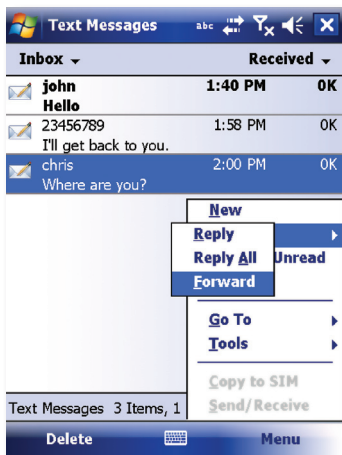 Text Messages abc
Inbox Received
john 1:40 PM 0K
Hello
23456789 1:58 PM 0K
I'll get back to you.
chris 2:00 PM 0K
Where are you?
New
Reply
Reply All Unread
Forward
Go To
Tools
Copy to SIM
Send/Receive
Text Messages 3 Items, 1
Delete Menu